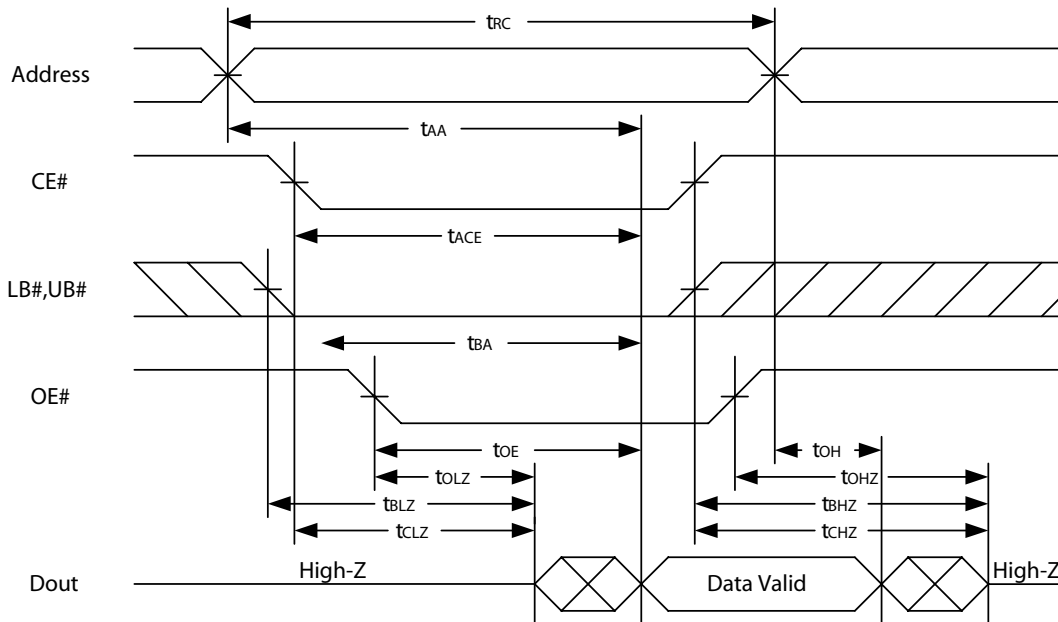 tRC
Address
tAA
CE#
tACE
LB#,UB#
tBA
OE#
tOE
tOH
tOLZ
tOHZ
tBLZ
tBHZ
tCLZ
tCHZ
Dout
High-Z
Data Valid
High-Z